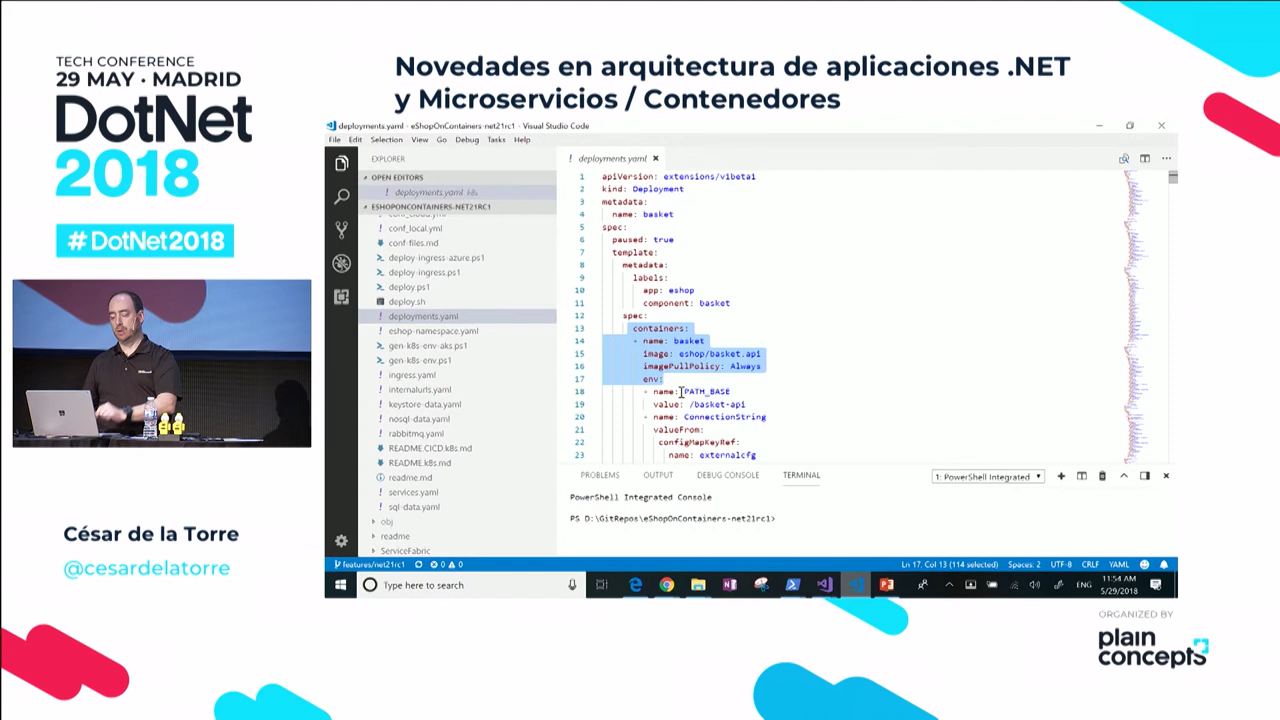 TECH CONFERENCE
29 MAY · MADRID
DotNet
2018
#DotNet2018
Novedades en arquitectura de aplicaciones .NET
y Microservicios / Contenedores
deployments.yaml - eShopOnContainers-net21rc1 - Visual Studio Code
File Edit Selection View Go Debug Tasks Help
EXPLORER
OPEN EDITORS
deployments.yaml k8s
ESHOPONCONTAINERS-NET21RC1
conf_cloud.yml
conf_local.yml
conf-files.md
deploy-ingress-azure.ps1
deploy-ingress.ps1
deploy.ps1
deploy.sh
deployments.yaml
eshop-namespace.yaml
gen-k8s-env-aks.ps1
gen-k8s-env.ps1
ingress.yaml
internalurls.yaml
keystore-data.yaml
nosql-data.yaml
rabbitmq.yaml
README.CICD.k8s.md
README.k8s.md
readme.md
services.yaml
sql-data.yaml
obj
readme
ServiceFabric
deployments.yaml
1 apiVersion: extensions/v1beta1
2 kind: Deployment
3 metadata:
4 name: basket
5 spec:
6 paused: true
7 template:
8 metadata:
9 labels:
10 app: eshop
11 component: basket
12 spec:
13 containers:
14 - name: basket
15 image: eshop/basket.api
16 imagePullPolicy: Always
17 env:
18 - name: PATH_BASE
19 value: /basket-api
20 - name: ConnectionString
21 valueFrom:
22 configMapKeyRef:
23 name: externalcfg
PROBLEMS OUTPUT DEBUG CONSOLE TERMINAL
1: PowerShell Integrated
PowerShell Integrated Console
PS D:\GitRepos\eShopOnContainers-net21rc1>
features/net21rc1 0 0
Ln 17, Col 13 (114 selected) Spaces: 2 UTF-8 CRLF YAML
Type here to search
ENG
11:54 AM
5/29/2018
César de la Torre
@cesardelatorre
ORGANIZED BY
plain
concepts